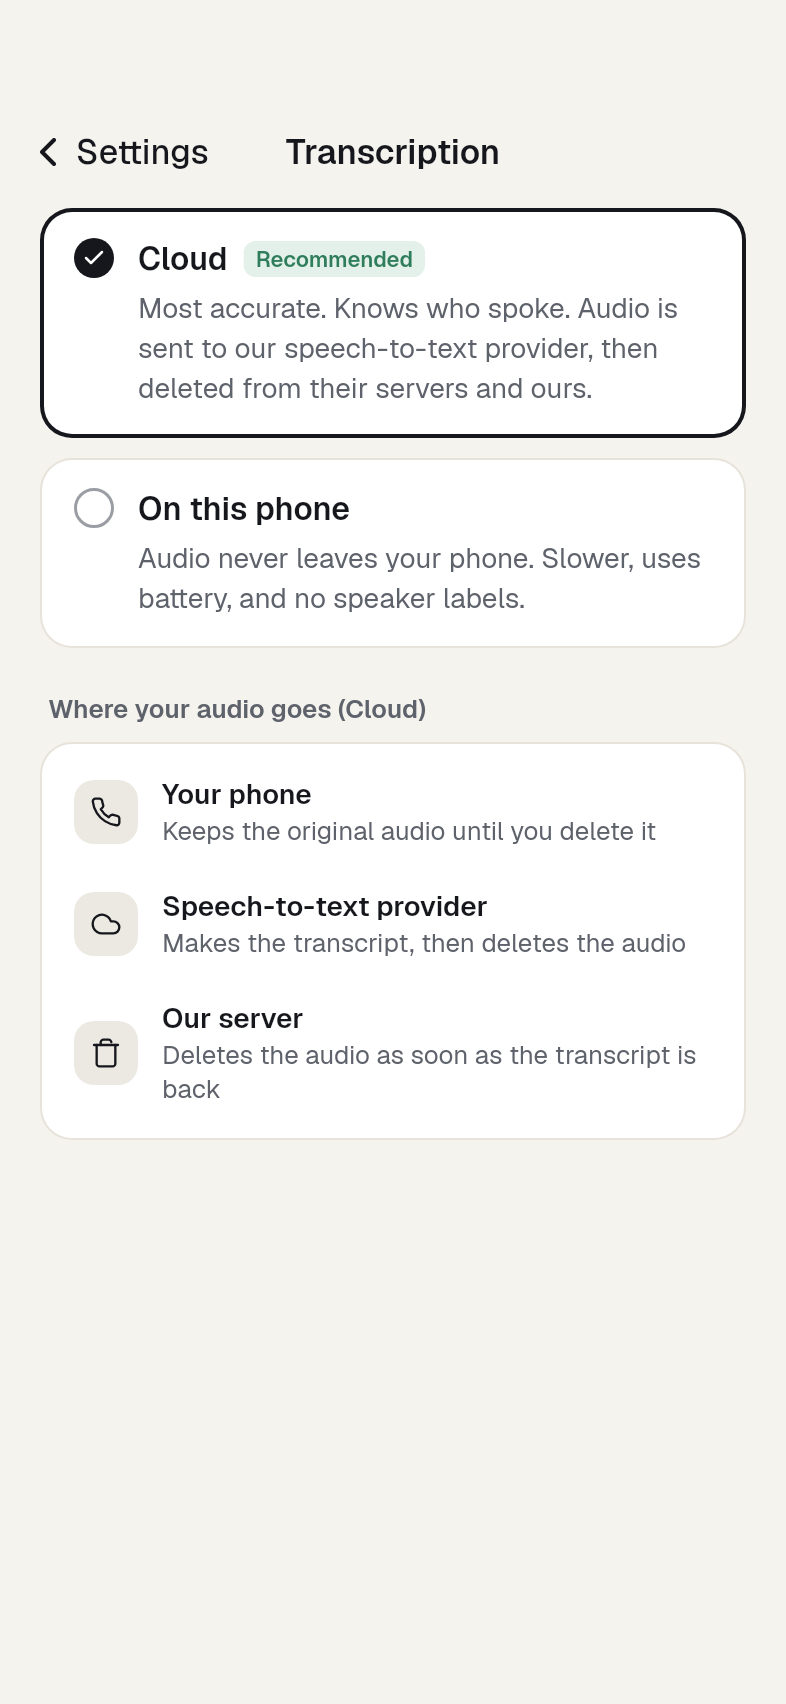 Settings
Transcription
Cloud Recommended
Most accurate. Knows who spoke. Audio is
sent to our speech-to-text provider, then
deleted from their servers and ours.
On this phone
Audio never leaves your phone. Slower, uses
battery, and no speaker labels.
Where your audio goes (Cloud)
Your phone
Keeps the original audio until you delete it
Speech-to-text provider
Makes the transcript, then deletes the audio
Our server
Deletes the audio as soon as the transcript is
back